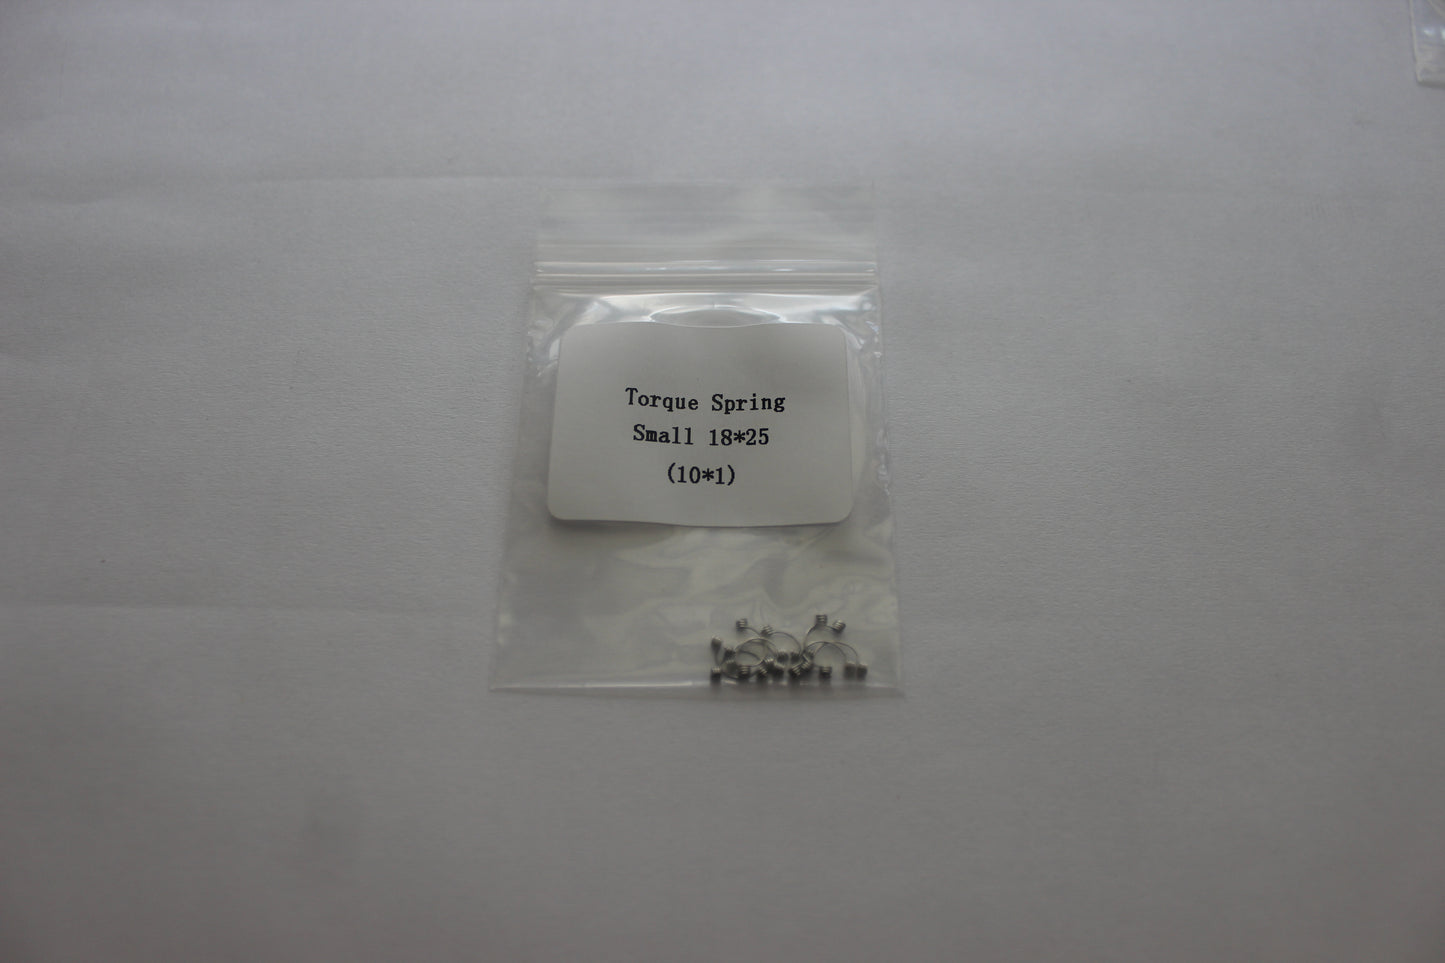 Torque Spring
Small 18*25
(10*1)